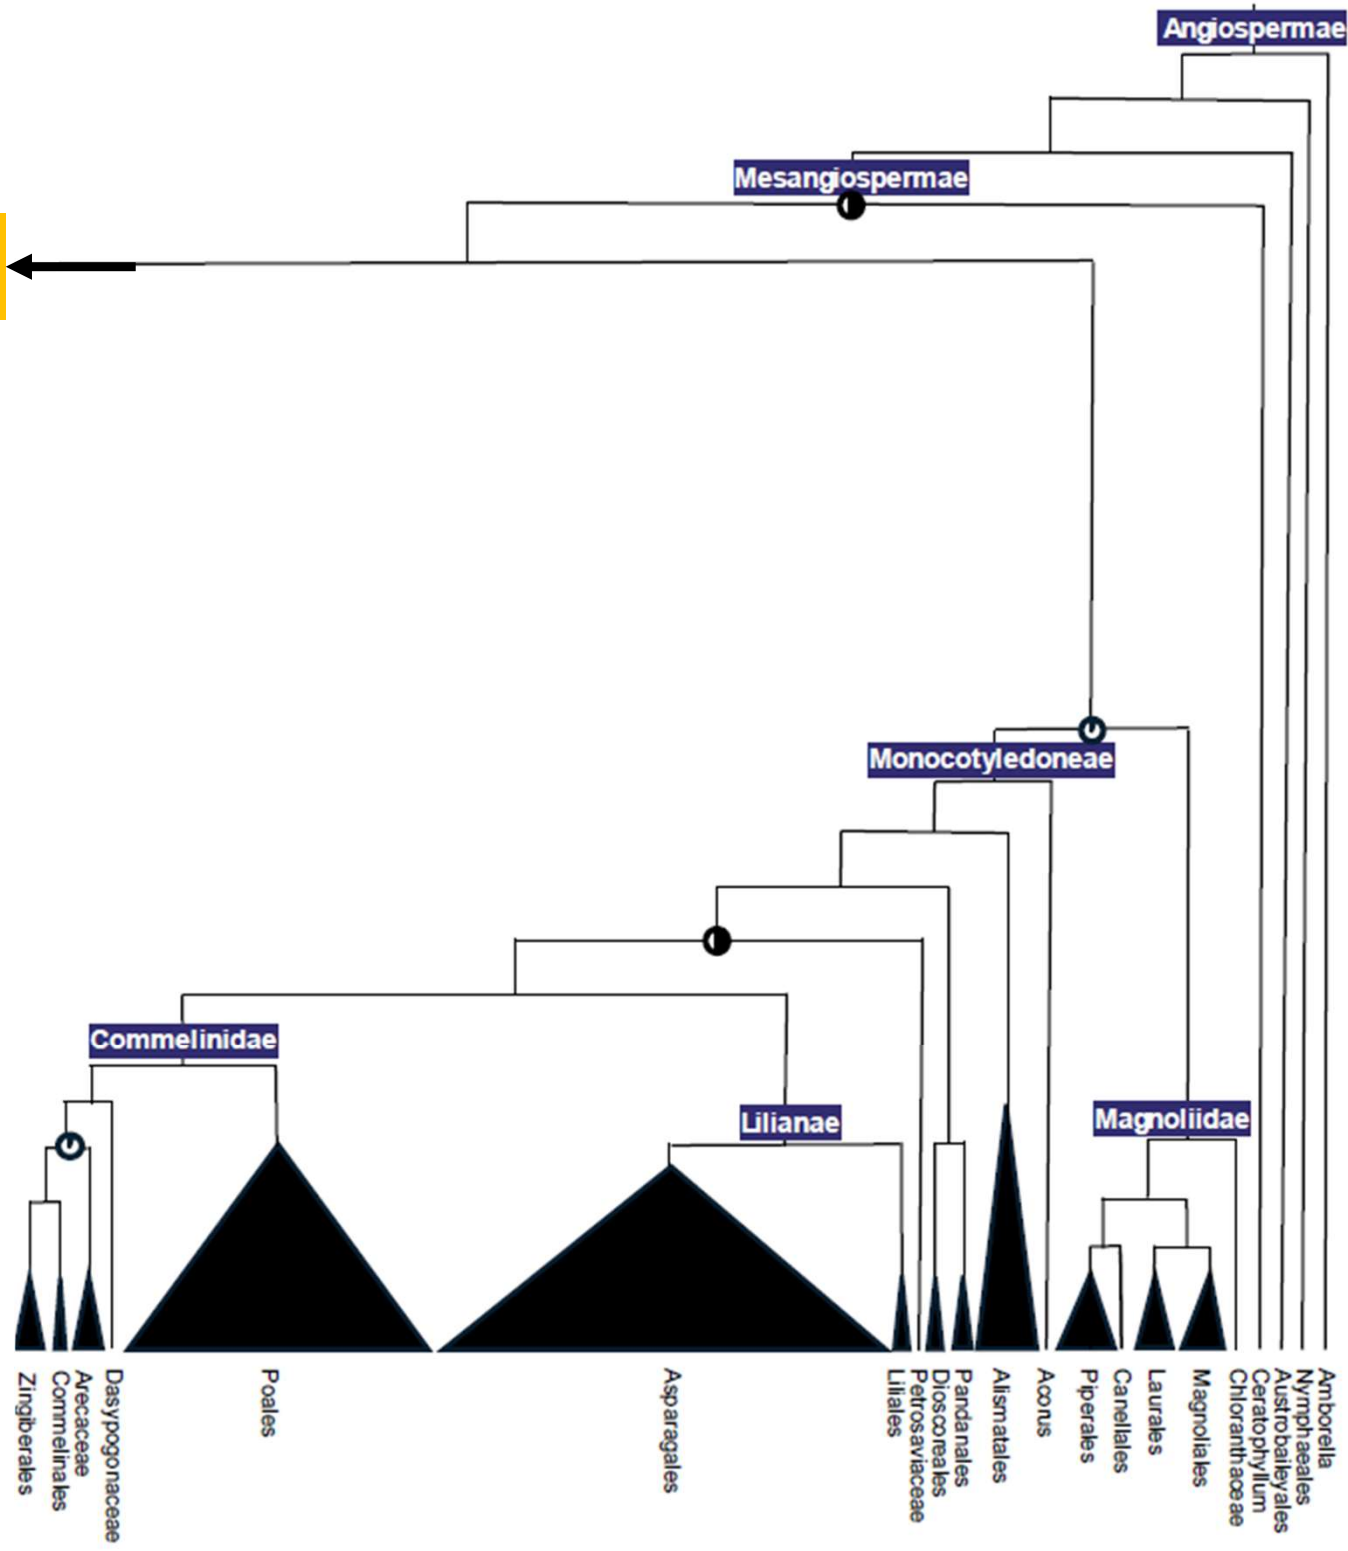 Angiospermae
Mesangiospermae
Monocotyledoneae
Commelinidae
Lilianae
Magnoliidae
Zingiberales
Commelinales
Arecaceae
Dasypogonaceae
Poales
Asparagales
Liliales
Petrosaviaceae
Dioscoreales
Pandanales
Alismatales
Acorus
Piperales
Canellales
Laurales
Magnoliales
Chloranthaceae
Ceratophyllum
Austrobaileyales
Nymphaeales
Amborella